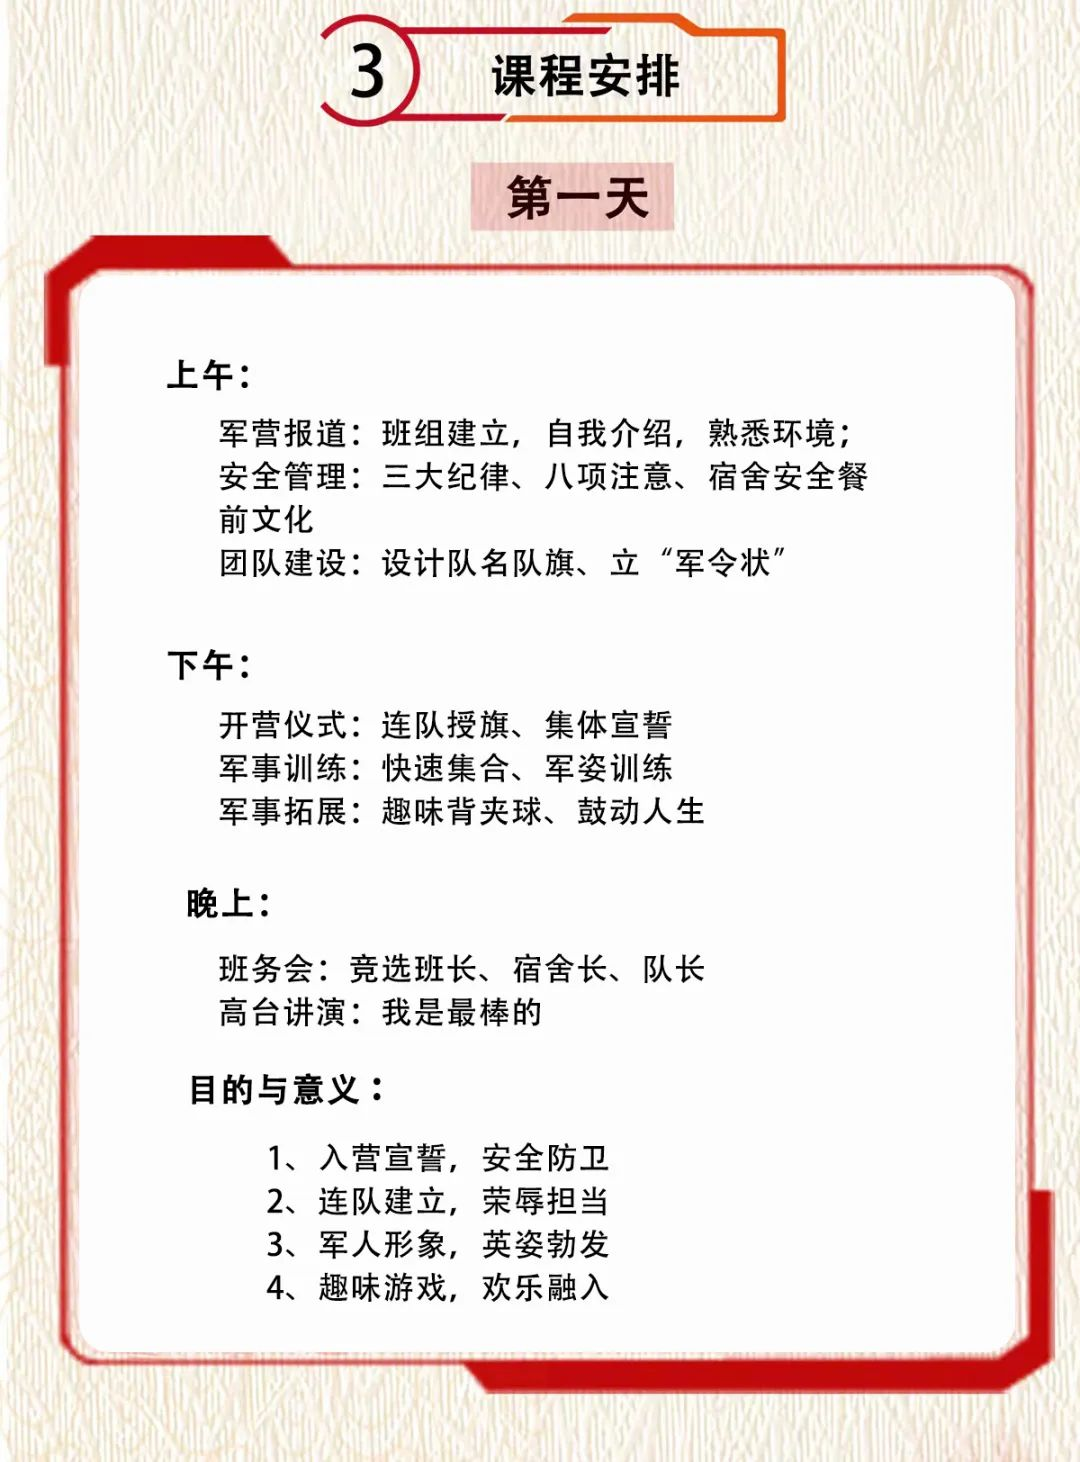 3
课程安排
第一天
上午：
军营报道：班组建立，自我介绍，熟悉环境；
安全管理：三大纪律、八项注意、宿舍安全餐
前文化
团队建设：设计队名队旗、立“军令状”
下午：
开营仪式：连队授旗、集体宣誓
军事训练：快速集合、军姿训练
军事拓展：趣味背夹球、鼓动人生
晚上：
班务会：竞选班长、宿舍长、队长
高台讲演：我是最棒的
目的与意义：
1、入营宣誓，安全防卫
2、连队建立，荣辱担当
3、军人形象，英姿勃发
4、趣味游戏，欢乐融入